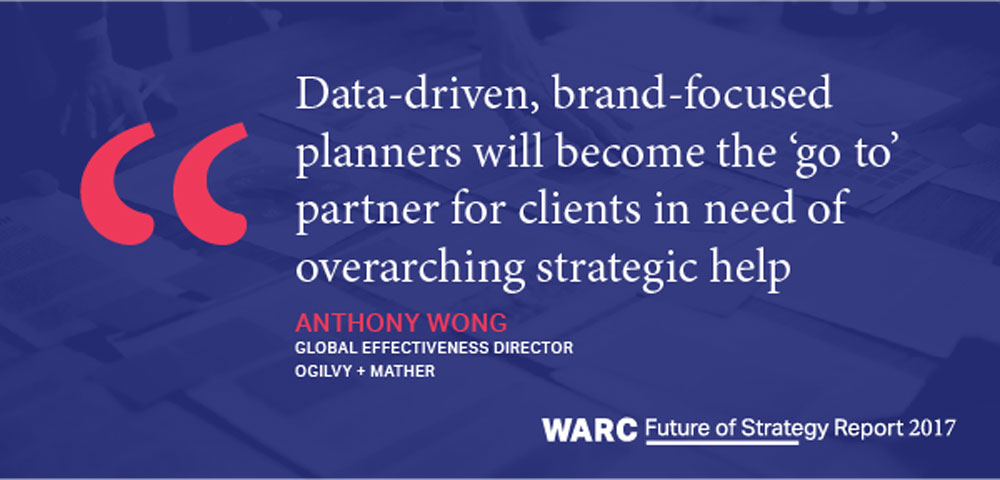 “
Data-driven, brand-focused
planners will become the ‘go to’
partner for clients in need of
overarching strategic help
ANTHONY WONG
GLOBAL EFFECTIVENESS DIRECTOR
OGILVY + MATHER
WARC Future of Strategy Report 2017